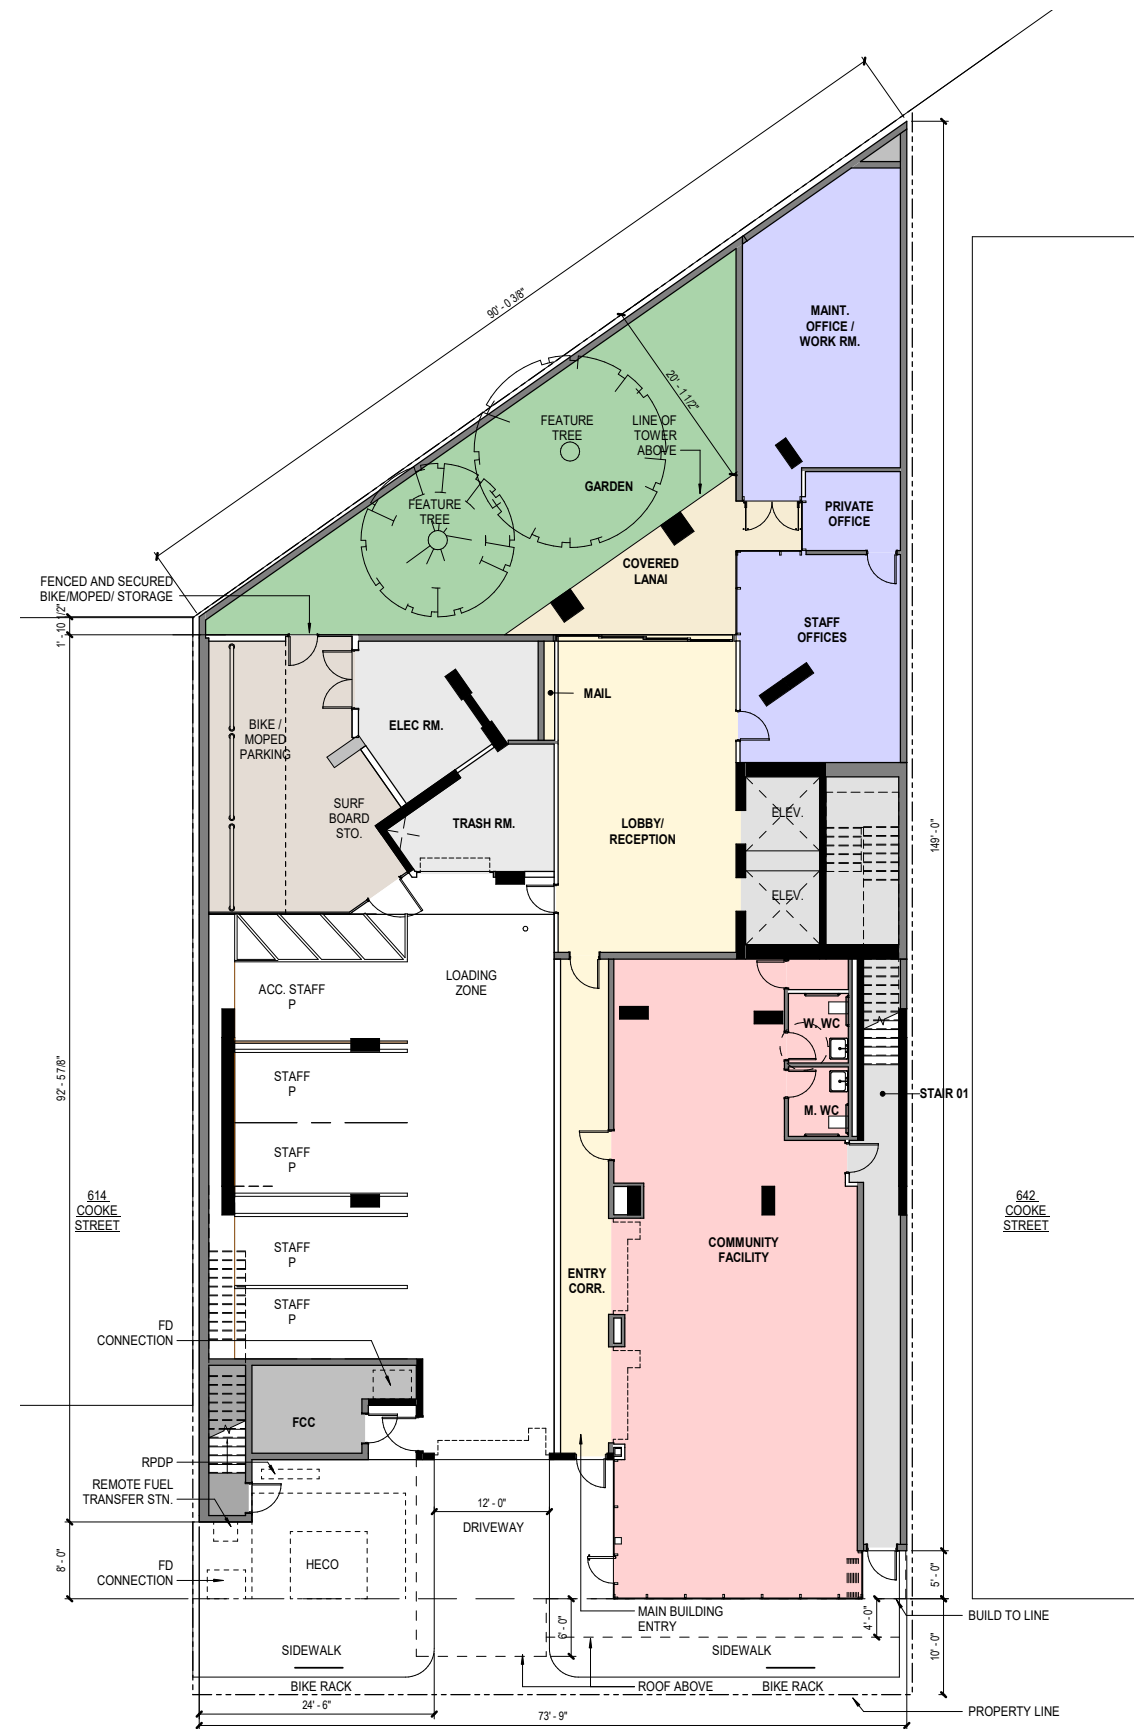 90' - 0 3/8"
MAINT.
OFFICE /
WORK RM.
20' - 1 1/2"
FEATURE
TREE
LINE OF
TOWER
ABOVE
GARDEN
FEATURE
TREE
PRIVATE
OFFICE
COVERED
LANAI
FENCED AND SECURED
BIKE/MOPED/ STORAGE
1' - 10 1/2"
STAFF
OFFICES
MAIL
BIKE /
MOPED
PARKING
ELEC RM.
SURF
BOARD
STO.
TRASH RM.
LOBBY/
RECEPTION
ELEV.
ELEV.
149' - 0"
LOADING
ZONE
ACC. STAFF
P
W. WC
STAFF
P
M. WC
STAIR 01
92' - 5 7/8"
STAFF
P
614
COOKE
STREET
642
COOKE
STREET
COMMUNITY
FACILITY
STAFF
P
ENTRY
CORR.
STAFF
P
FD
CONNECTION
FCC
RPDP
REMOTE FUEL
TRANSFER STN.
12' - 0"
DRIVEWAY
8' - 0"
HECO
FD
CONNECTION
5' - 0"
6' - 0"
4' - 0"
MAIN BUILDING
ENTRY
BUILD TO LINE
10' - 0"
SIDEWALK
SIDEWALK
BIKE RACK
ROOF ABOVE
BIKE RACK
24' - 6"
PROPERTY LINE
73' - 9"